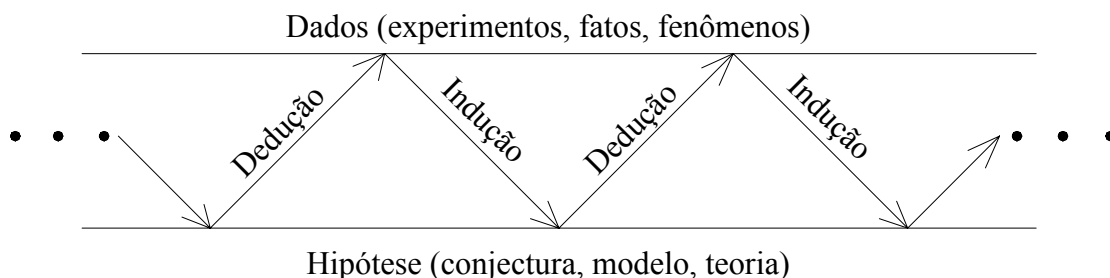 Dados (experimentos, fatos, fenômenos)
Dedução
Indução
Dedução
Indução
Hipótese (conjectura, modelo, teoria)